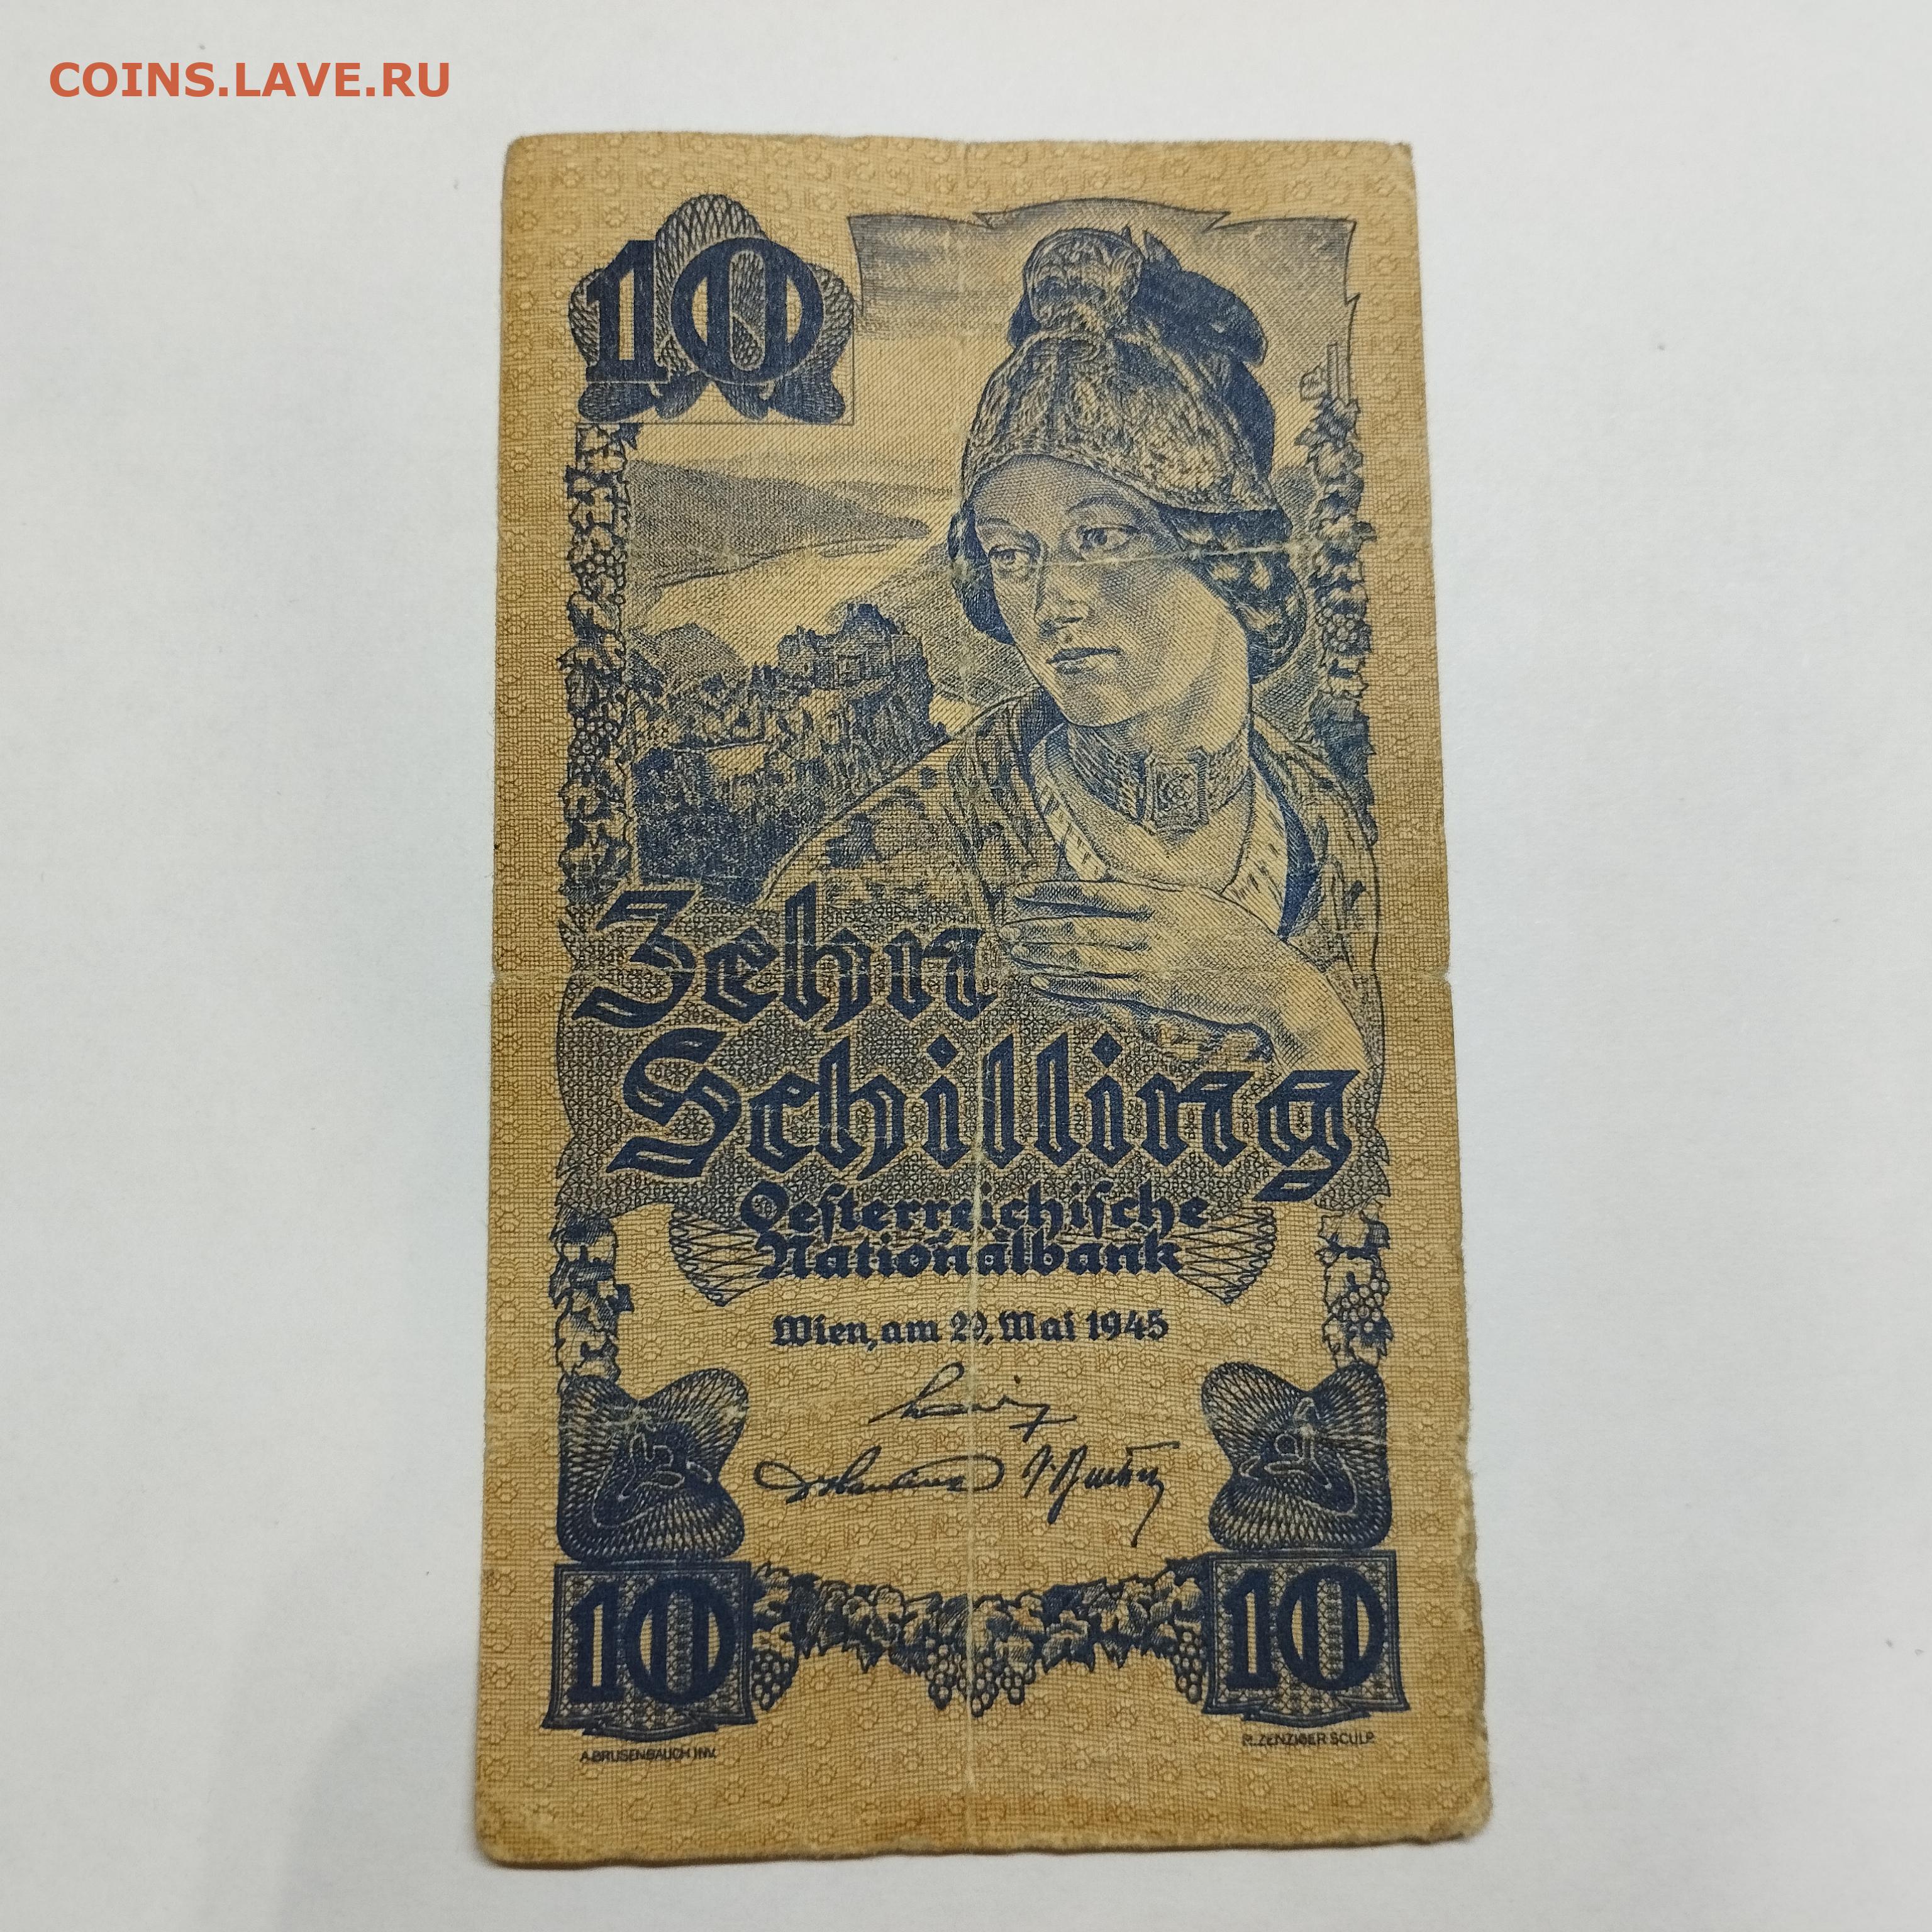 COINS.LAVE.RU
10
Zehn
Schilling
Oesterreichische
Nationalbank
Wien, am 29. Mai 1945
10
10
A. BRUSENBAUCH INV.
R. ZENZIGER SCULP.